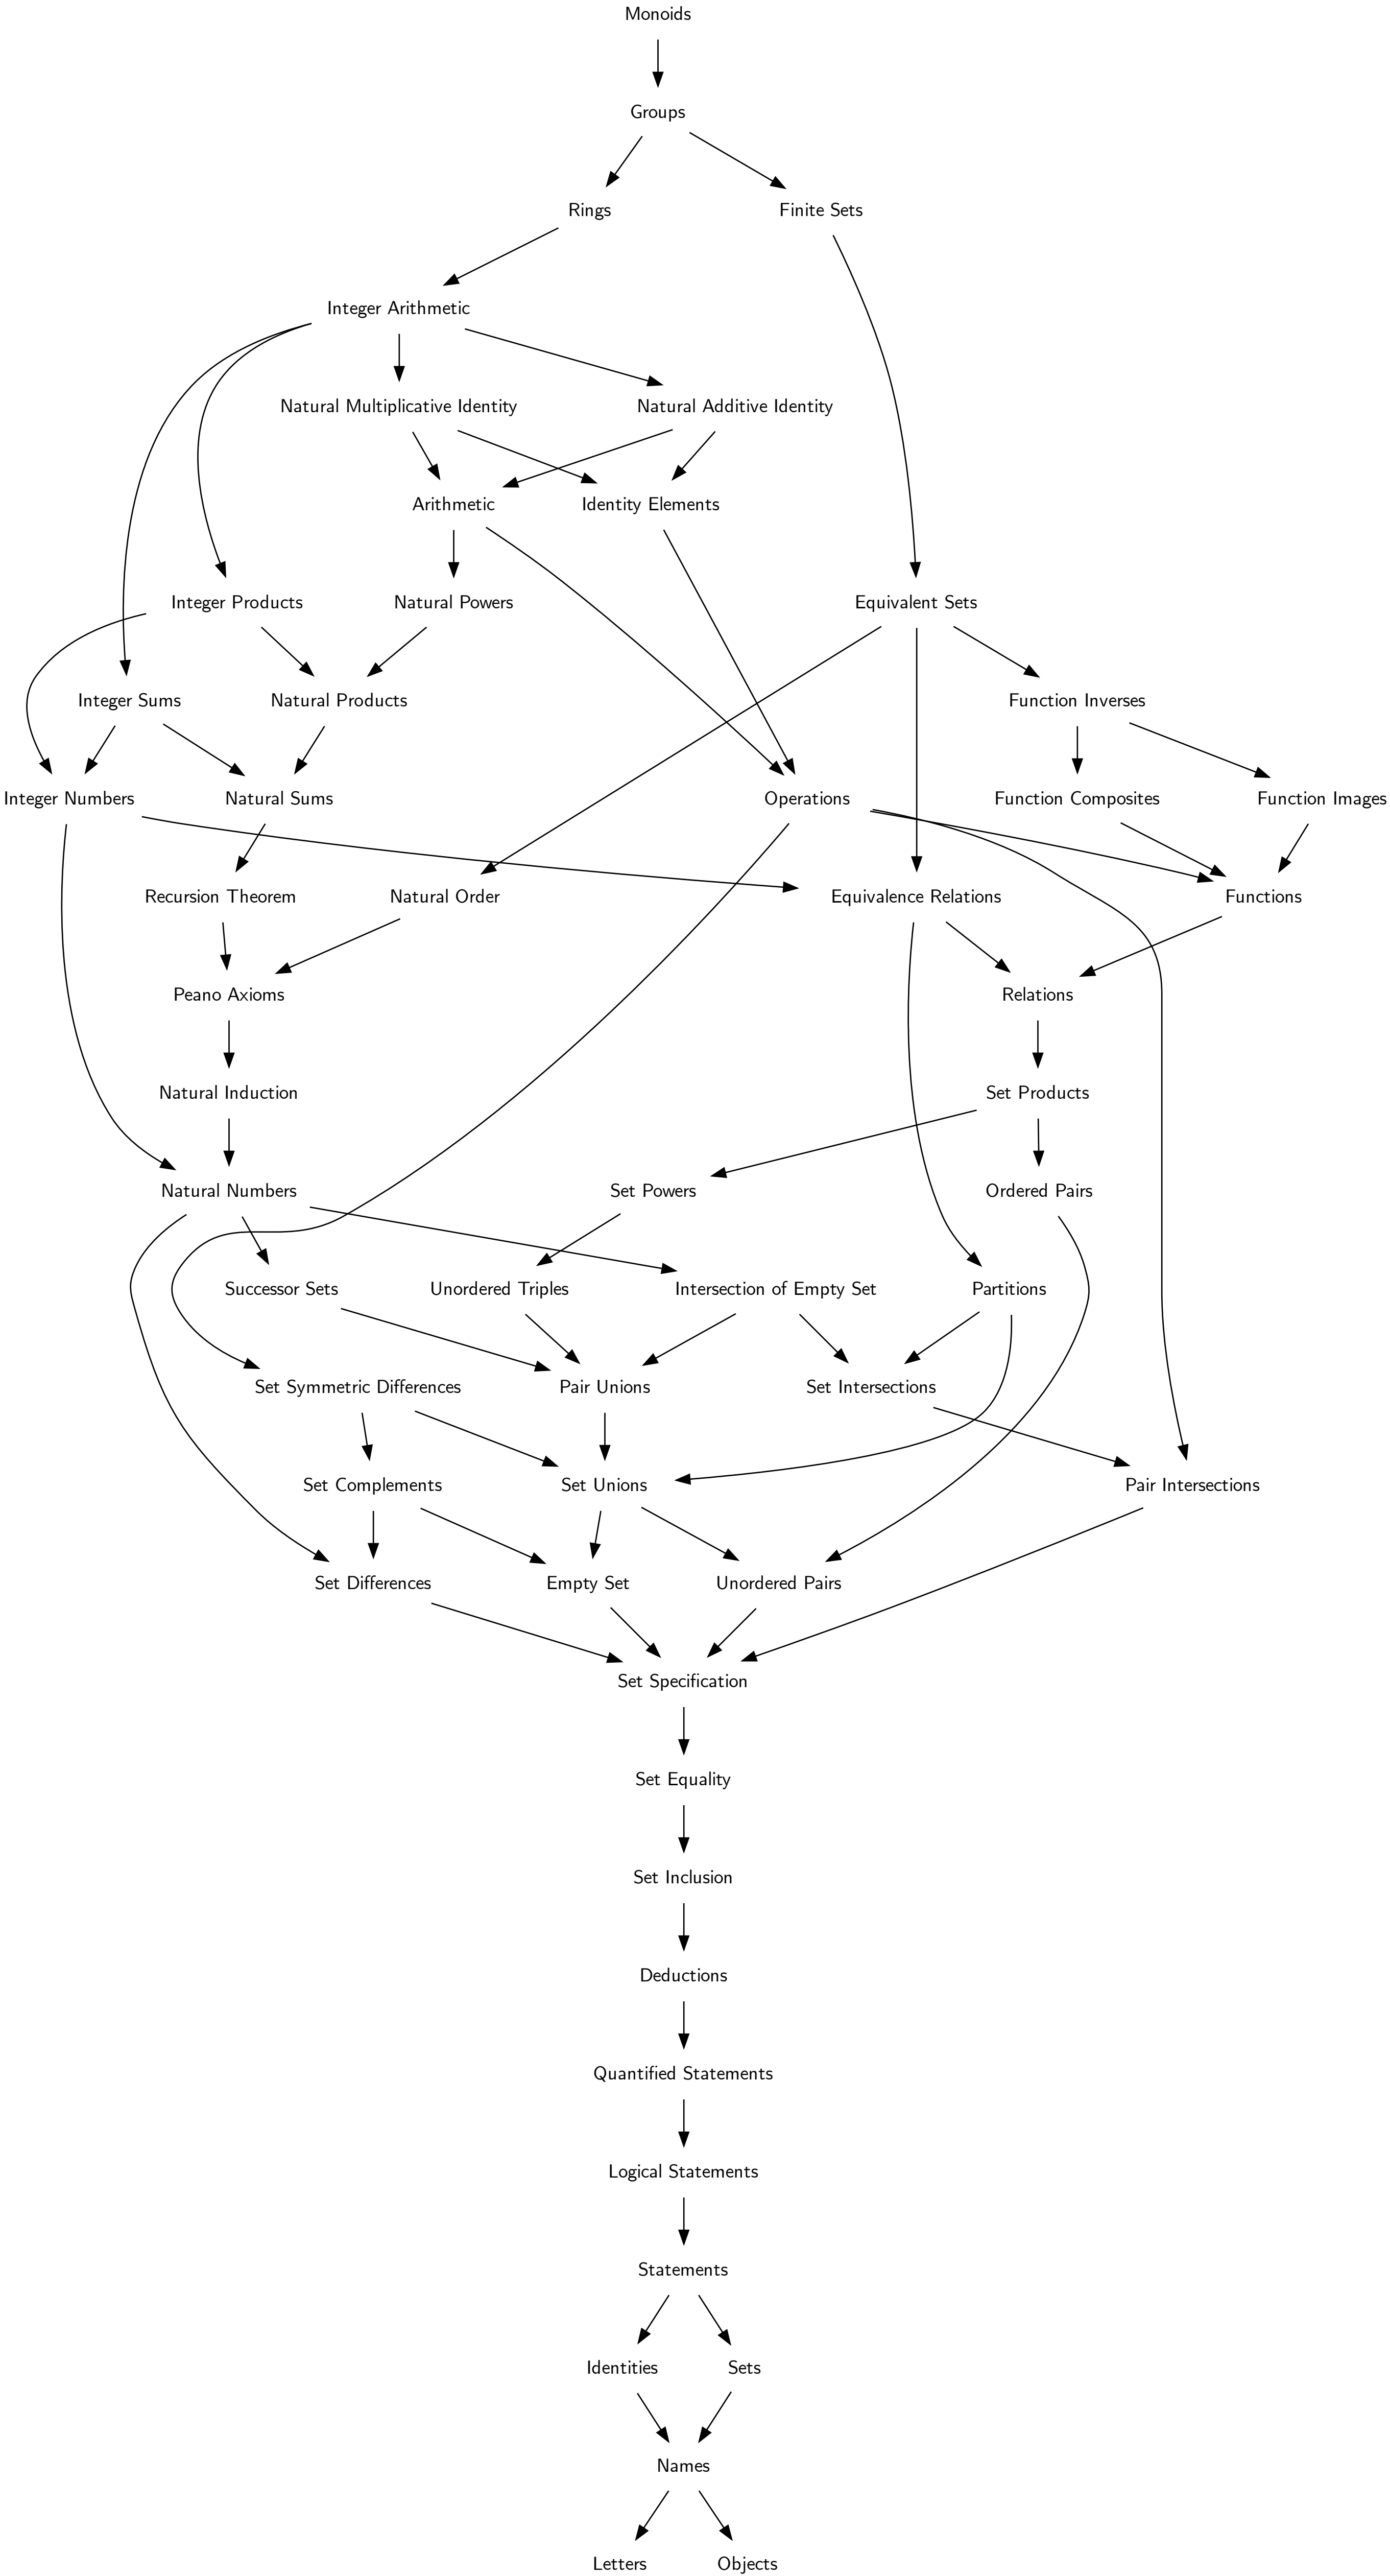 Monoids
Groups
Rings
Finite Sets
Integer Arithmetic
Natural Multiplicative Identity
Natural Additive Identity
Arithmetic
Identity Elements
Integer Products
Natural Powers
Equivalent Sets
Integer Sums
Natural Products
Function Inverses
Integer Numbers
Natural Sums
Operations
Function Composites
Function Images
Recursion Theorem
Natural Order
Equivalence Relations
Functions
Peano Axioms
Relations
Natural Induction
Set Products
Natural Numbers
Set Powers
Ordered Pairs
Successor Sets
Unordered Triples
Intersection of Empty Set
Partitions
Set Symmetric Differences
Pair Unions
Set Intersections
Set Complements
Set Unions
Pair Intersections
Set Differences
Empty Set
Unordered Pairs
Set Specification
Set Equality
Set Inclusion
Deductions
Quantified Statements
Logical Statements
Statements
Identities
Sets
Names
Letters
Objects